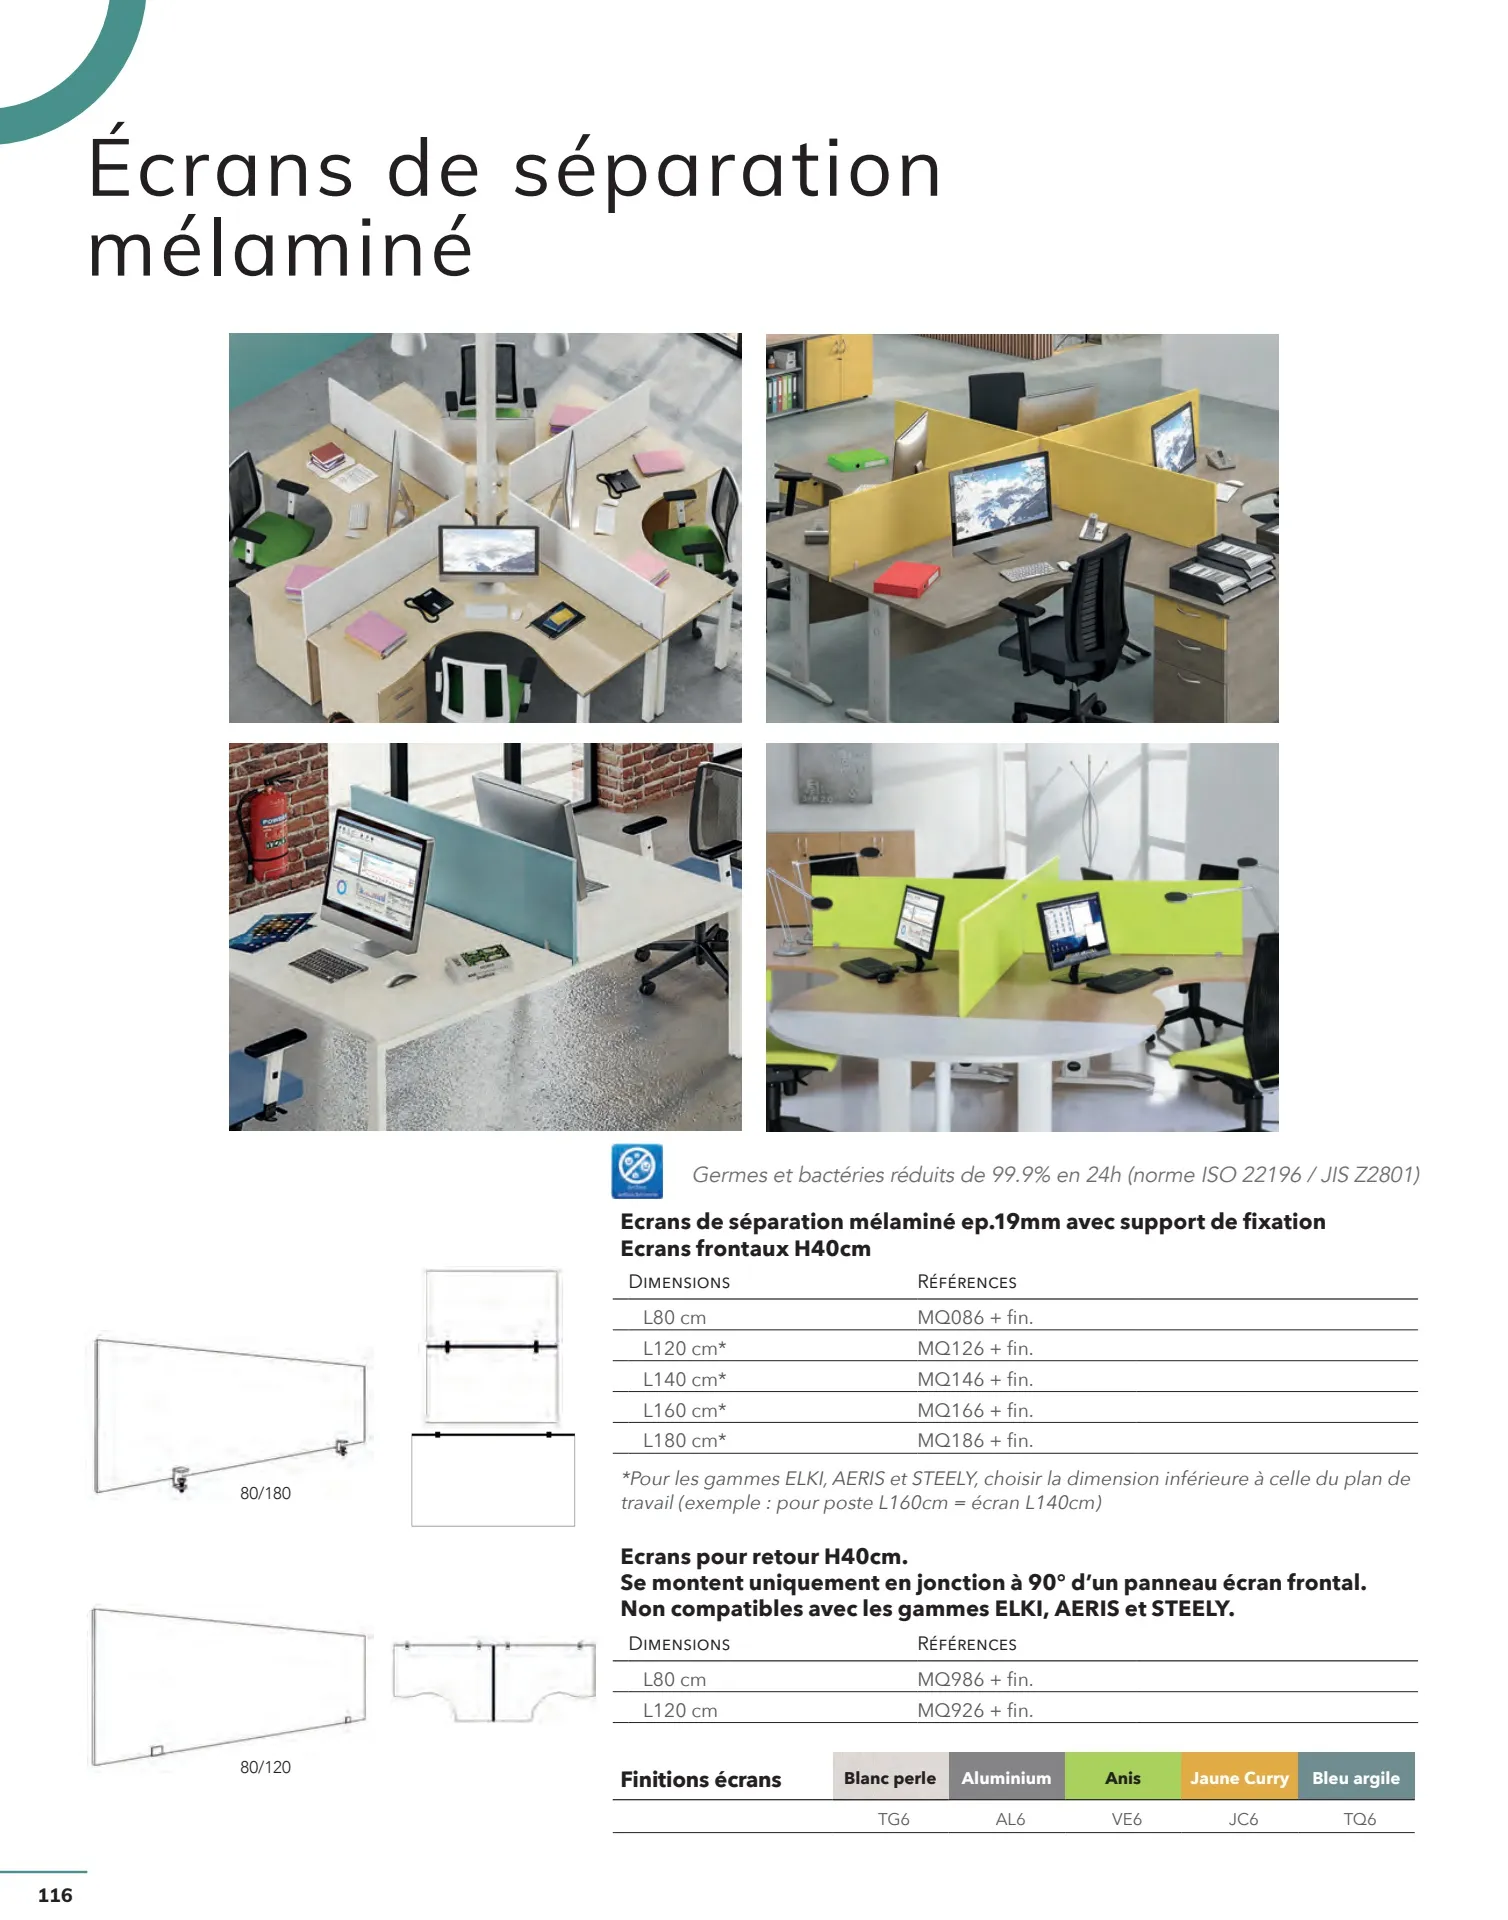 Écrans de séparation
mélaminé
Germes et bactéries réduits de 99.9% en 24h (norme ISO 22196 / JIS Z2801)
Ecrans de séparation mélaminé ep.19mm avec support de fixation
Ecrans frontaux H40cm
DIMENSIONS RÉFÉRENCES
L80 cm MQ086 + fin.
L120 cm* MQ126 + fin.
L140 cm* MQ146 + fin.
L160 cm* MQ166 + fin.
L180 cm* MQ186 + fin.
*Pour les gammes ELKI, AERIS et STEELY, choisir la dimension inférieure à celle du plan de
travail (exemple : pour poste L160cm = écran L140cm)
80/180
Ecrans pour retour H40cm.
Se montent uniquement en jonction à 90° d’un panneau écran frontal.
Non compatibles avec les gammes ELKI, AERIS et STEELY.
DIMENSIONS RÉFÉRENCES
L80 cm MQ986 + fin.
L120 cm MQ926 + fin.
80/120
Finitions écrans Blanc perle Aluminium Anis Jaune Curry Bleu argile
TG6 AL6 VE6 JC6 TQ6
116